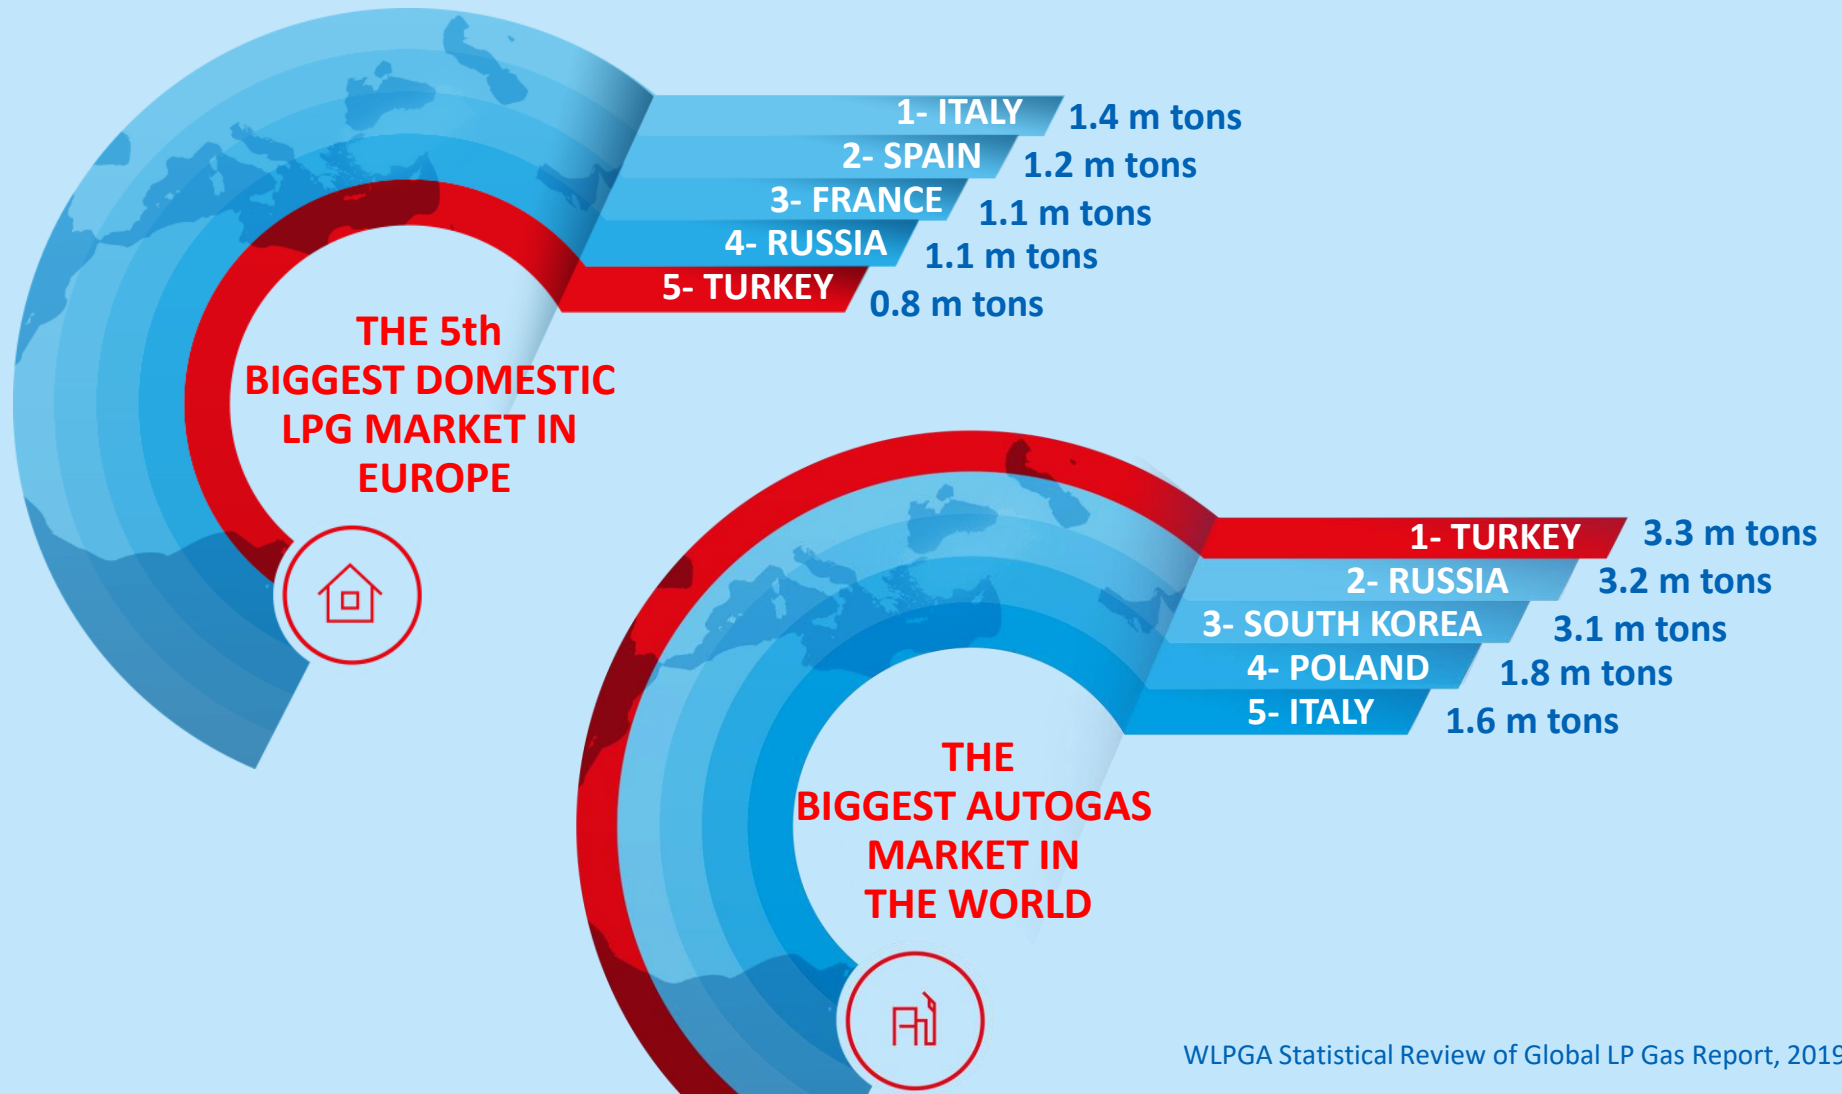 1- ITALY 1.4 m tons
2- SPAIN 1.2 m tons
3- FRANCE 1.1 m tons
4- RUSSIA 1.1 m tons
5- TURKEY 0.8 m tons
THE 5th
BIGGEST DOMESTIC
LPG MARKET IN
EUROPE
1- TURKEY 3.3 m tons
2- RUSSIA 3.2 m tons
3- SOUTH KOREA 3.1 m tons
4- POLAND 1.8 m tons
5- ITALY 1.6 m tons
THE
BIGGEST AUTOGAS
MARKET IN
THE WORLD
WLPGA Statistical Review of Global LP Gas Report, 2019